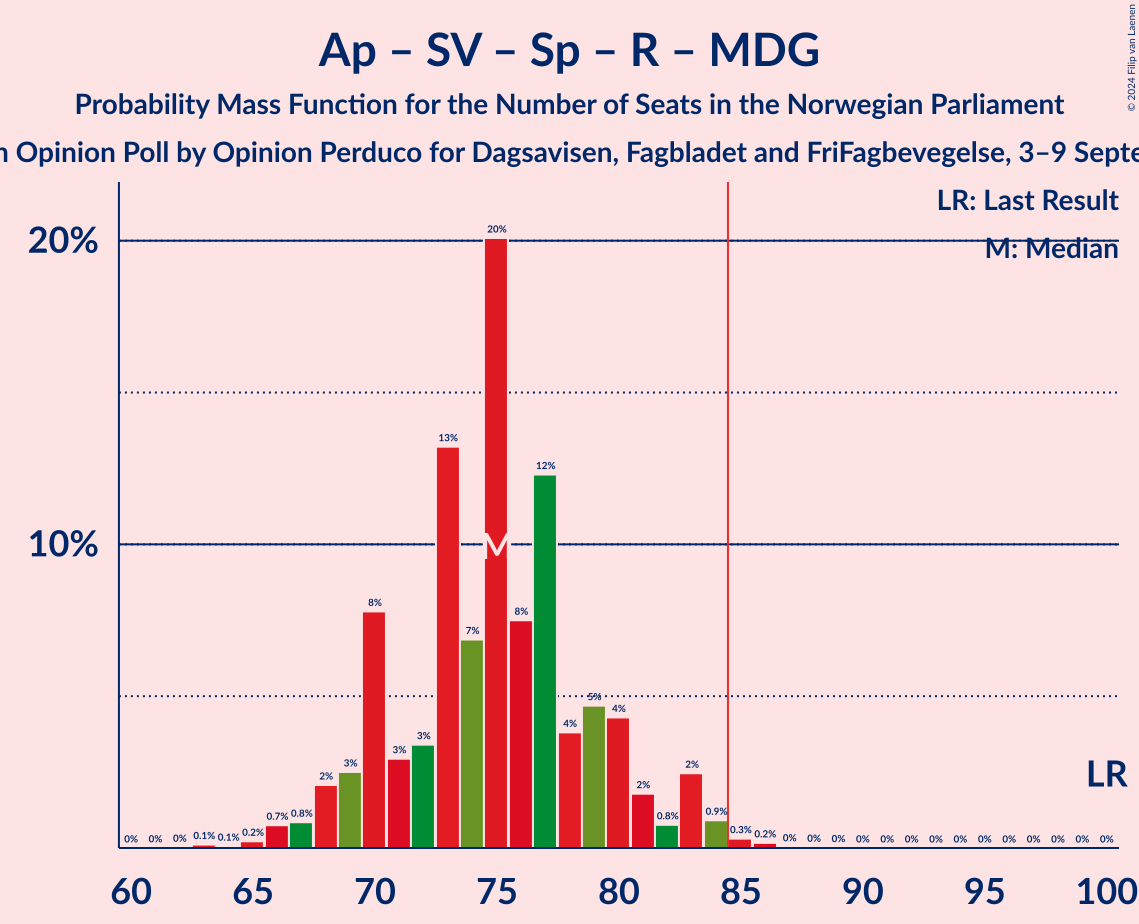 Ap – SV – Sp – R – MDG
Probability Mass Function for the Number of Seats in the Norwegian Parliament
n Opinion Poll by Opinion Perduco for Dagsavisen, Fagbladet and FriFagbevegelse, 3–9 Septe
© 2024 Filip van Laenen
LR: Last Result
M: Median
20%
10%
0% 0% 0% 0.1% 0.1% 0.2% 0.7% 0.8% 2% 3% 8% 3% 3% 13% 7% 20% 8% 12% 4% 5% 4% 2% 0.8% 2% 0.9% 0.3% 0.2% 0% 0% 0% 0% 0% 0% 0% 0% 0% 0% 0% 0% 0% 0%
M
LR
60 65 70 75 80 85 90 95 100